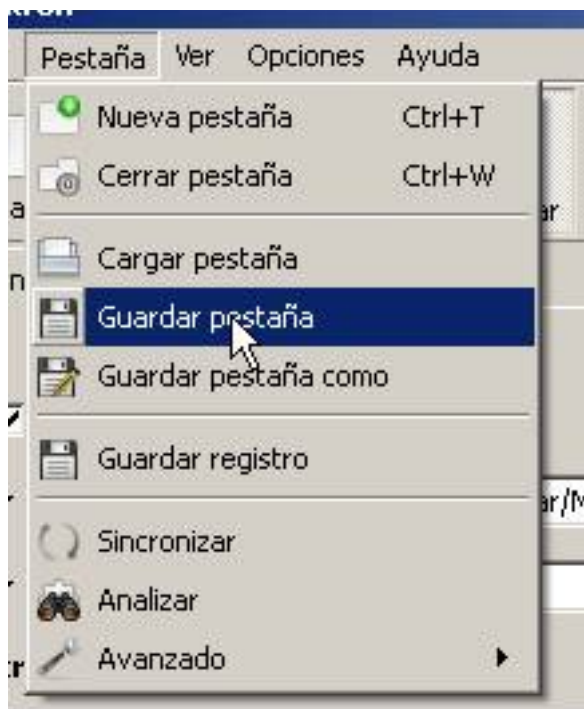 Pestaña Ver Opciones Ayuda
Nueva pestaña Ctrl+T
Cerrar pestaña Ctrl+W
Cargar pestaña
Guardar pestaña
Guardar pestaña como
Guardar registro
Sincronizar
Analizar
Avanzado